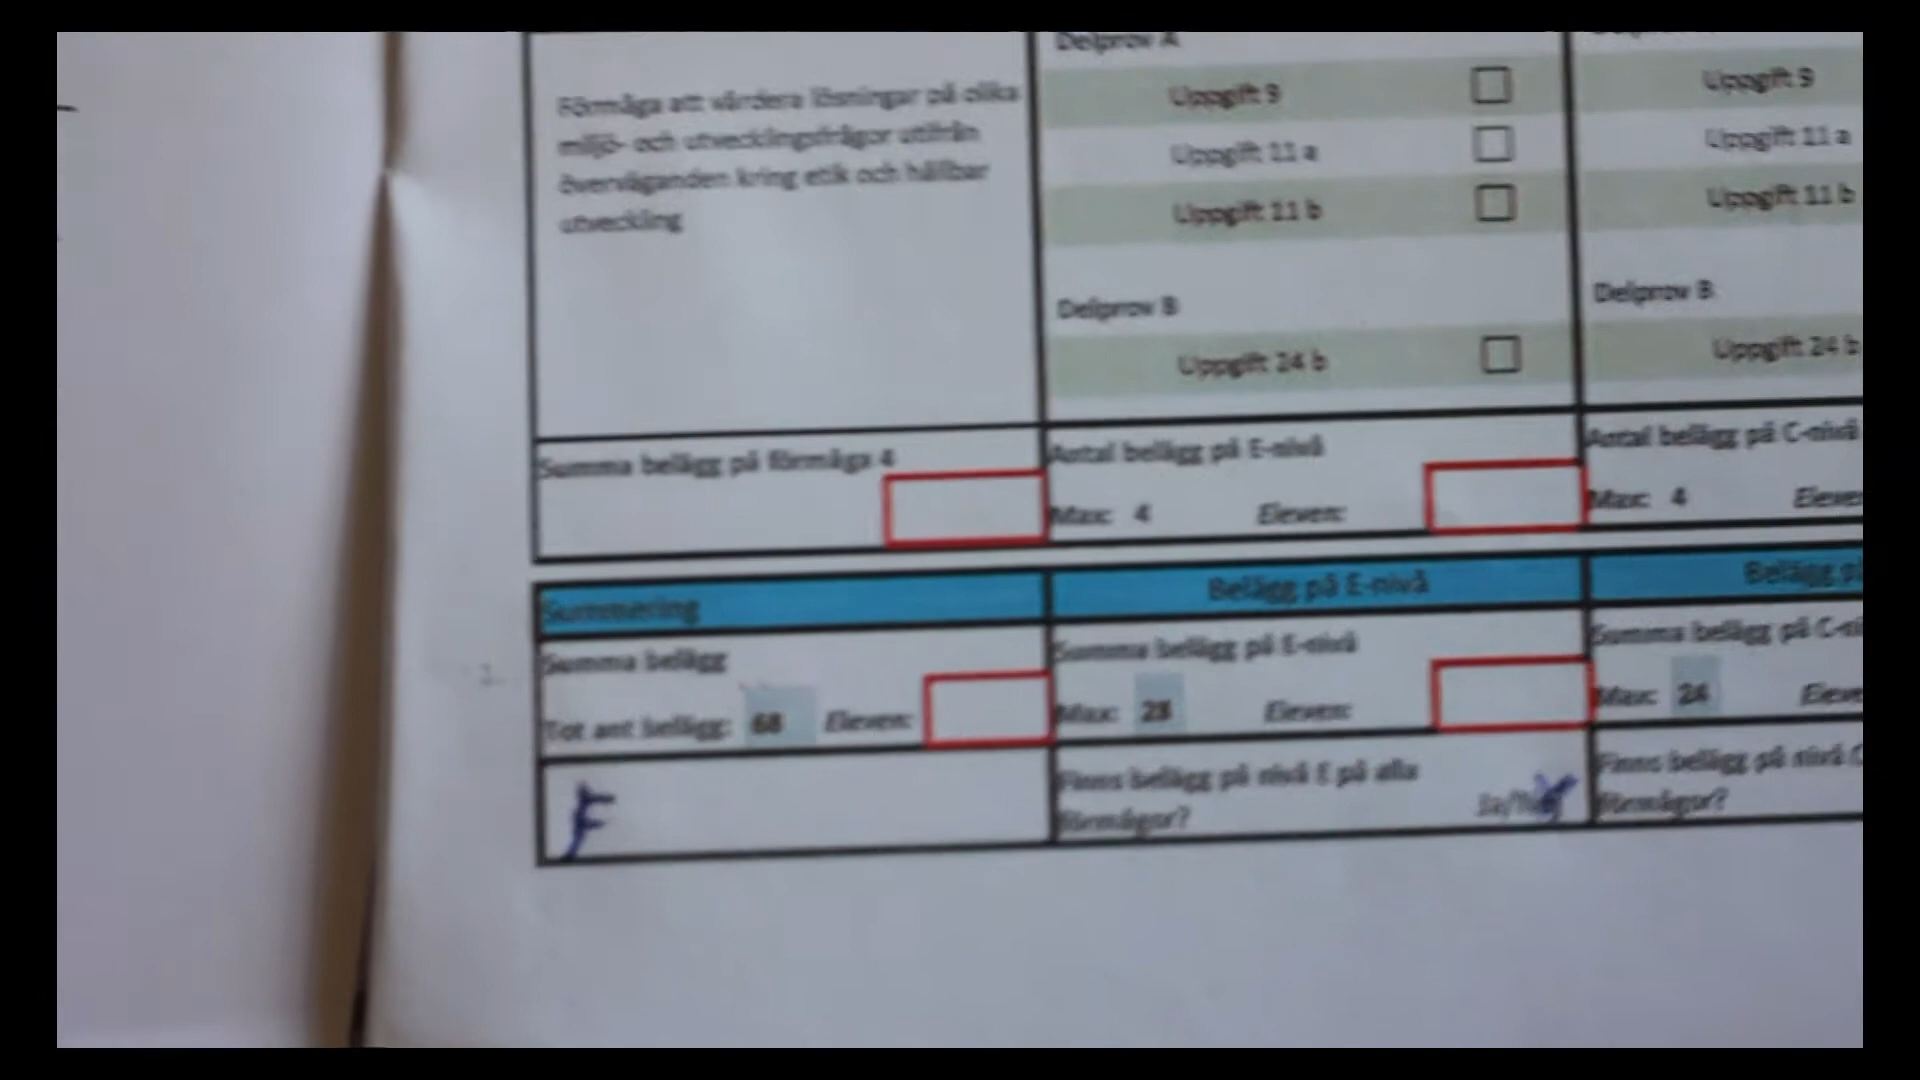 Delprov A
Förmåga att värdera lösningar på olika
miljö- och utvecklingsfrågor utifrån
överväganden kring etik och hållbar
utveckling
Uppgift 9
Uppgift 11 a
Uppgift 11 b
Delprov B
Uppgift 24 b
Uppgift 9
Uppgift 11 a
Uppgift 11 b
Delprov B
Uppgift 24 b
Summa belägg på förmåga 4
Antal belägg på E-nivå
Max: 4 Eleven:
Antal belägg på C-nivå
Max: 4
Summering
Belägg på E-nivå
Belägg
Summa belägg
Tot ant belägg: 68 Eleven:
Summa belägg på E-nivå
Max: 28 Eleven:
Summa belägg på
Max: 24
F
Finns belägg på nivå E på alla
förmågor? Ja/
Finns belägg på nivå
förmågor?